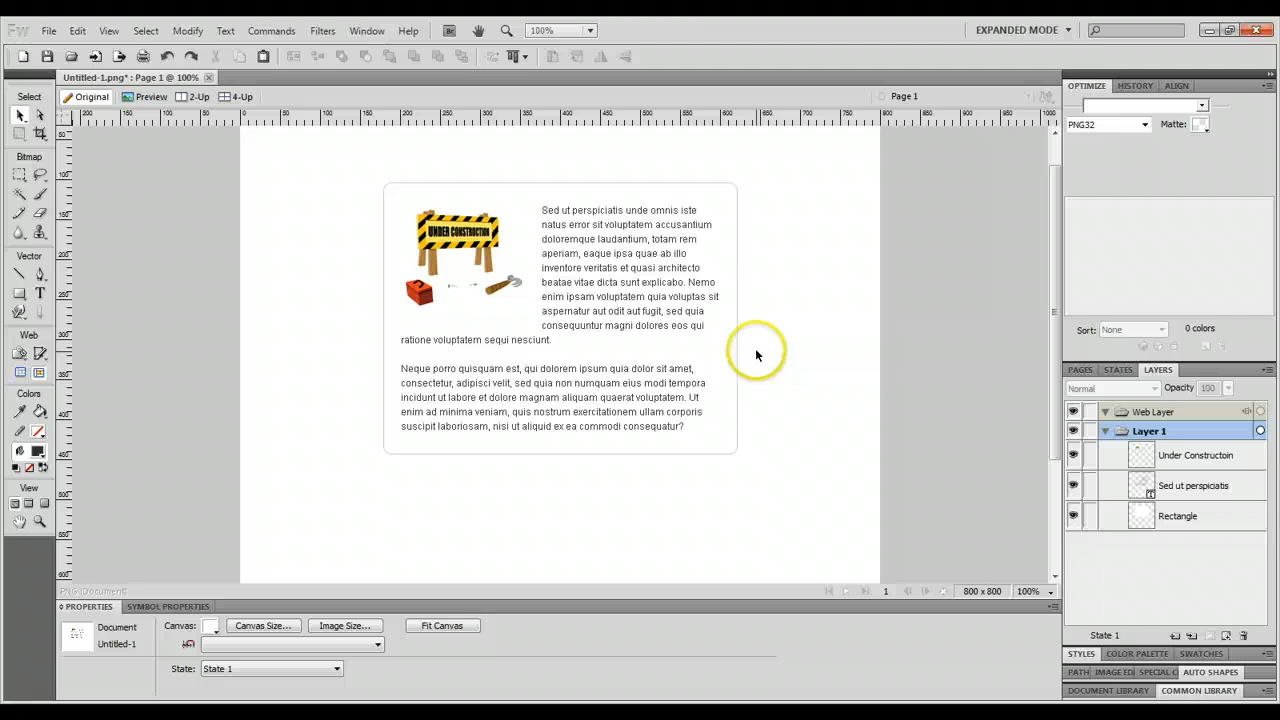 Fw File Edit View Select Modify Text Commands Filters Window Help Br 100% EXPANDED MODE
Untitled-1.png* : Page 1 @ 100%
Original Preview 2-Up 4-Up Page 1
Select
Bitmap
Vector
Web
Colors
View
UNDER CONSTRUCTION
Sed ut perspiciatis unde omnis iste
natus error sit voluptatem accusantium
doloremque laudantium, totam rem
aperiam, eaque ipsa quae ab illo
inventore veritatis et quasi architecto
beatae vitae dicta sunt explicabo. Nemo
enim ipsam voluptatem quia voluptas sit
aspernatur aut odit aut fugit, sed quia
consequuntur magni dolores eos qui
ratione voluptatem sequi nesciunt.
Neque porro quisquam est, qui dolorem ipsum quia dolor sit amet,
consectetur, adipisci velit, sed quia non numquam eius modi tempora
incidunt ut labore et dolore magnam aliquam quaerat voluptatem. Ut
enim ad minima veniam, quis nostrum exercitationem ullam corporis
suscipit laboriosam, nisi ut aliquid ex ea commodi consequatur?
PNG (Document) 1 800 x 800 100%
PROPERTIES SYMBOL PROPERTIES
Document
Untitled-1
Canvas: Canvas Size... Image Size... Fit Canvas
State: State 1
OPTIMIZE HISTORY ALIGN
PNG32 Matte:
Sort: None 0 colors
PAGES STATES LAYERS
Normal Opacity 100
Web Layer
Layer 1
Under Constructoin
Sed ut perspiciatis
Rectangle
State 1
STYLES COLOR PALETTE SWATCHES
PATH IMAGE EDI SPECIAL C AUTO SHAPES
DOCUMENT LIBRARY COMMON LIBRARY